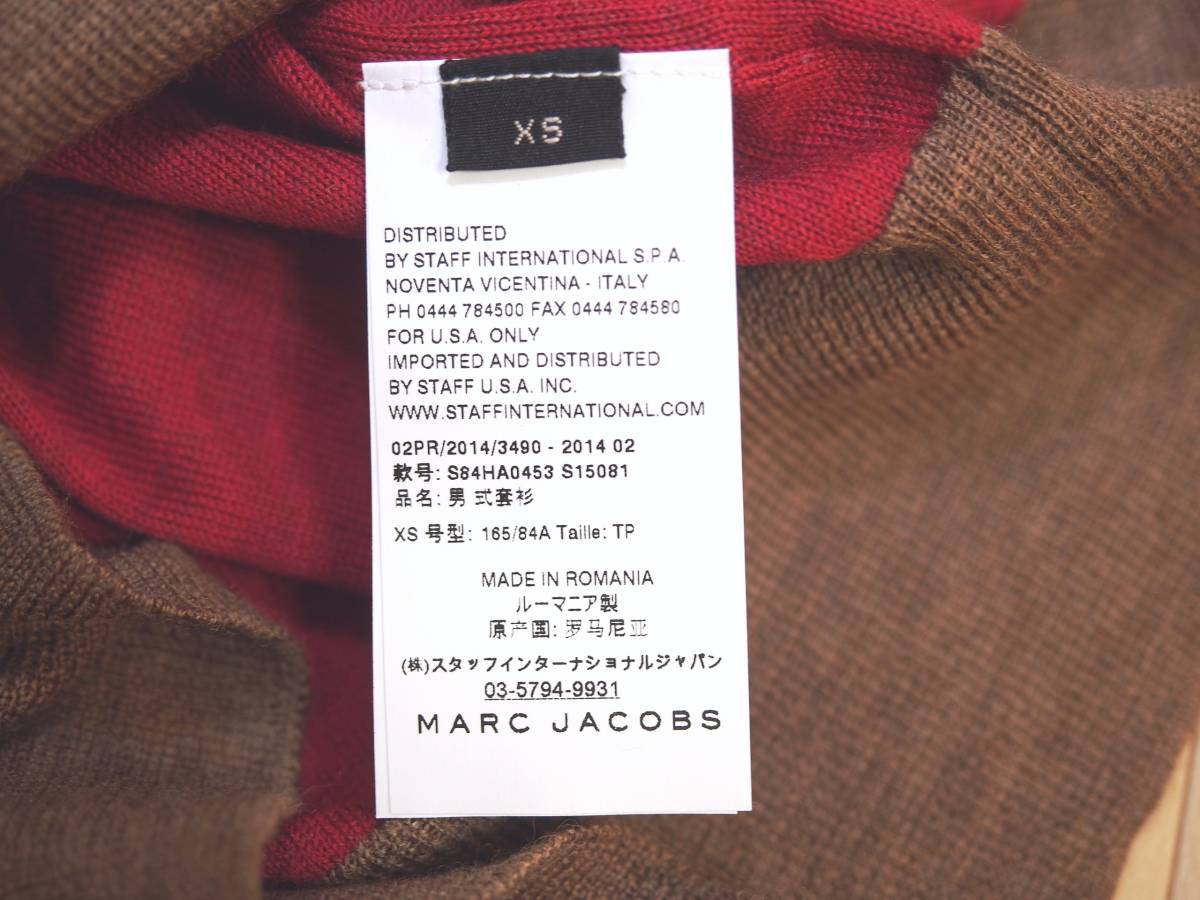 XS
DISTRIBUTED
BY STAFF INTERNATIONAL S.P.A.
NOVENTA VICENTINA - ITALY
PH 0444 784500 FAX 0444 784580
FOR U.S.A. ONLY
IMPORTED AND DISTRIBUTED
BY STAFF U.S.A. INC.
WWW.STAFFINTERNATIONAL.COM
02PR/2014/3490 - 2014 02
款号: S84HA0453 S15081
品名: 男 式套衫
XS 号型: 165/84A Taille: TP
MADE IN ROMANIA
ルーマニア製
原产国: 罗马尼亚
(株)スタッフインターナショナルジャパン
03-5794-9931
MARC JACOBS